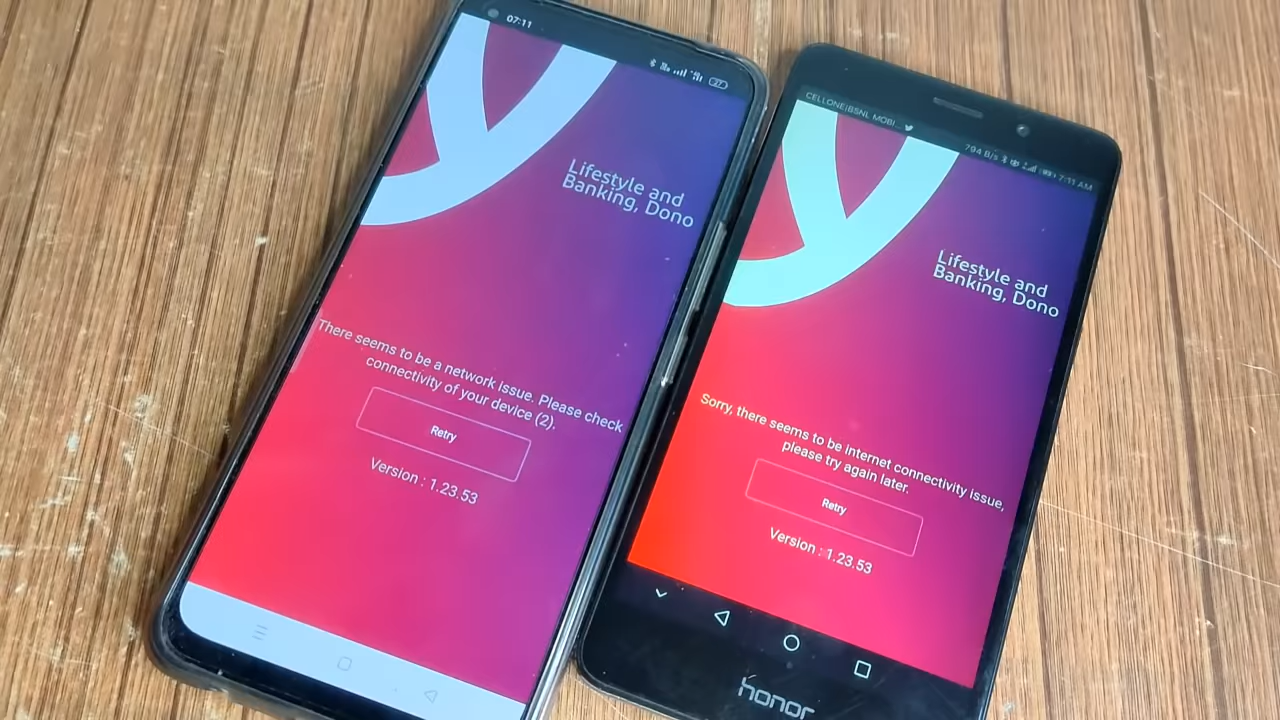 07:11
27
Lifestyle and
Banking, Dono
There seems to be a network issue. Please check
connectivity of your device (2).
Retry
Version : 1.23.53
CELLONE|BSNL MOBI...
794 B/s
7:11 AM
Lifestyle and
Banking, Dono
Sorry, there seems to be internet connectivity issue,
please try again later.
Retry
Version : 1.23.53
honor